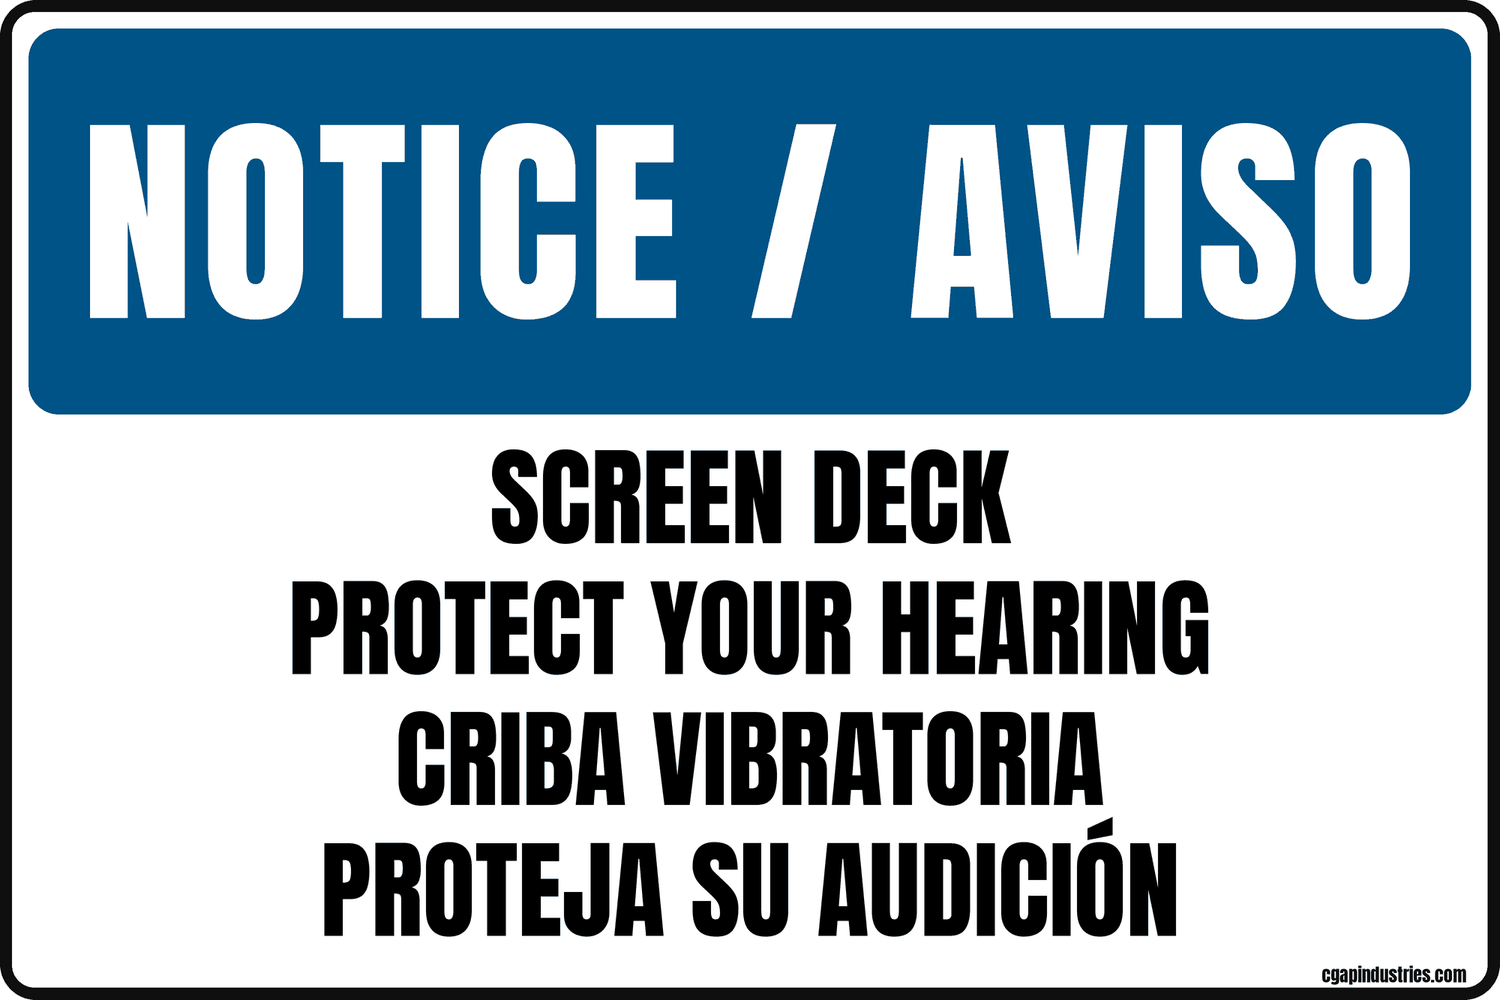 NOTICE / AVISO
SCREEN DECK
PROTECT YOUR HEARING
CRIBA VIBRATORIA
PROTEJA SU AUDICIÓN
cgapindustries.com